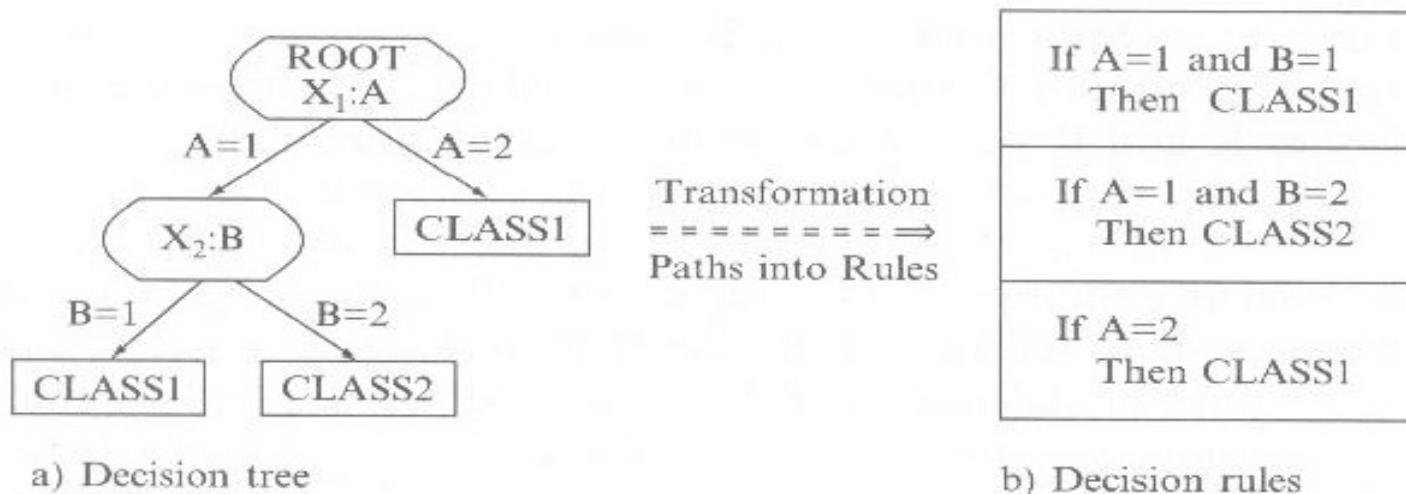 ROOT
X₁:A
A=1
A=2
X₂:B
CLASS1
B=1
B=2
CLASS1
CLASS2
a) Decision tree
Transformation
= = = = = = = = ⇒
Paths into Rules
If A=1 and B=1
Then CLASS1
If A=1 and B=2
Then CLASS2
If A=2
Then CLASS1
b) Decision rules